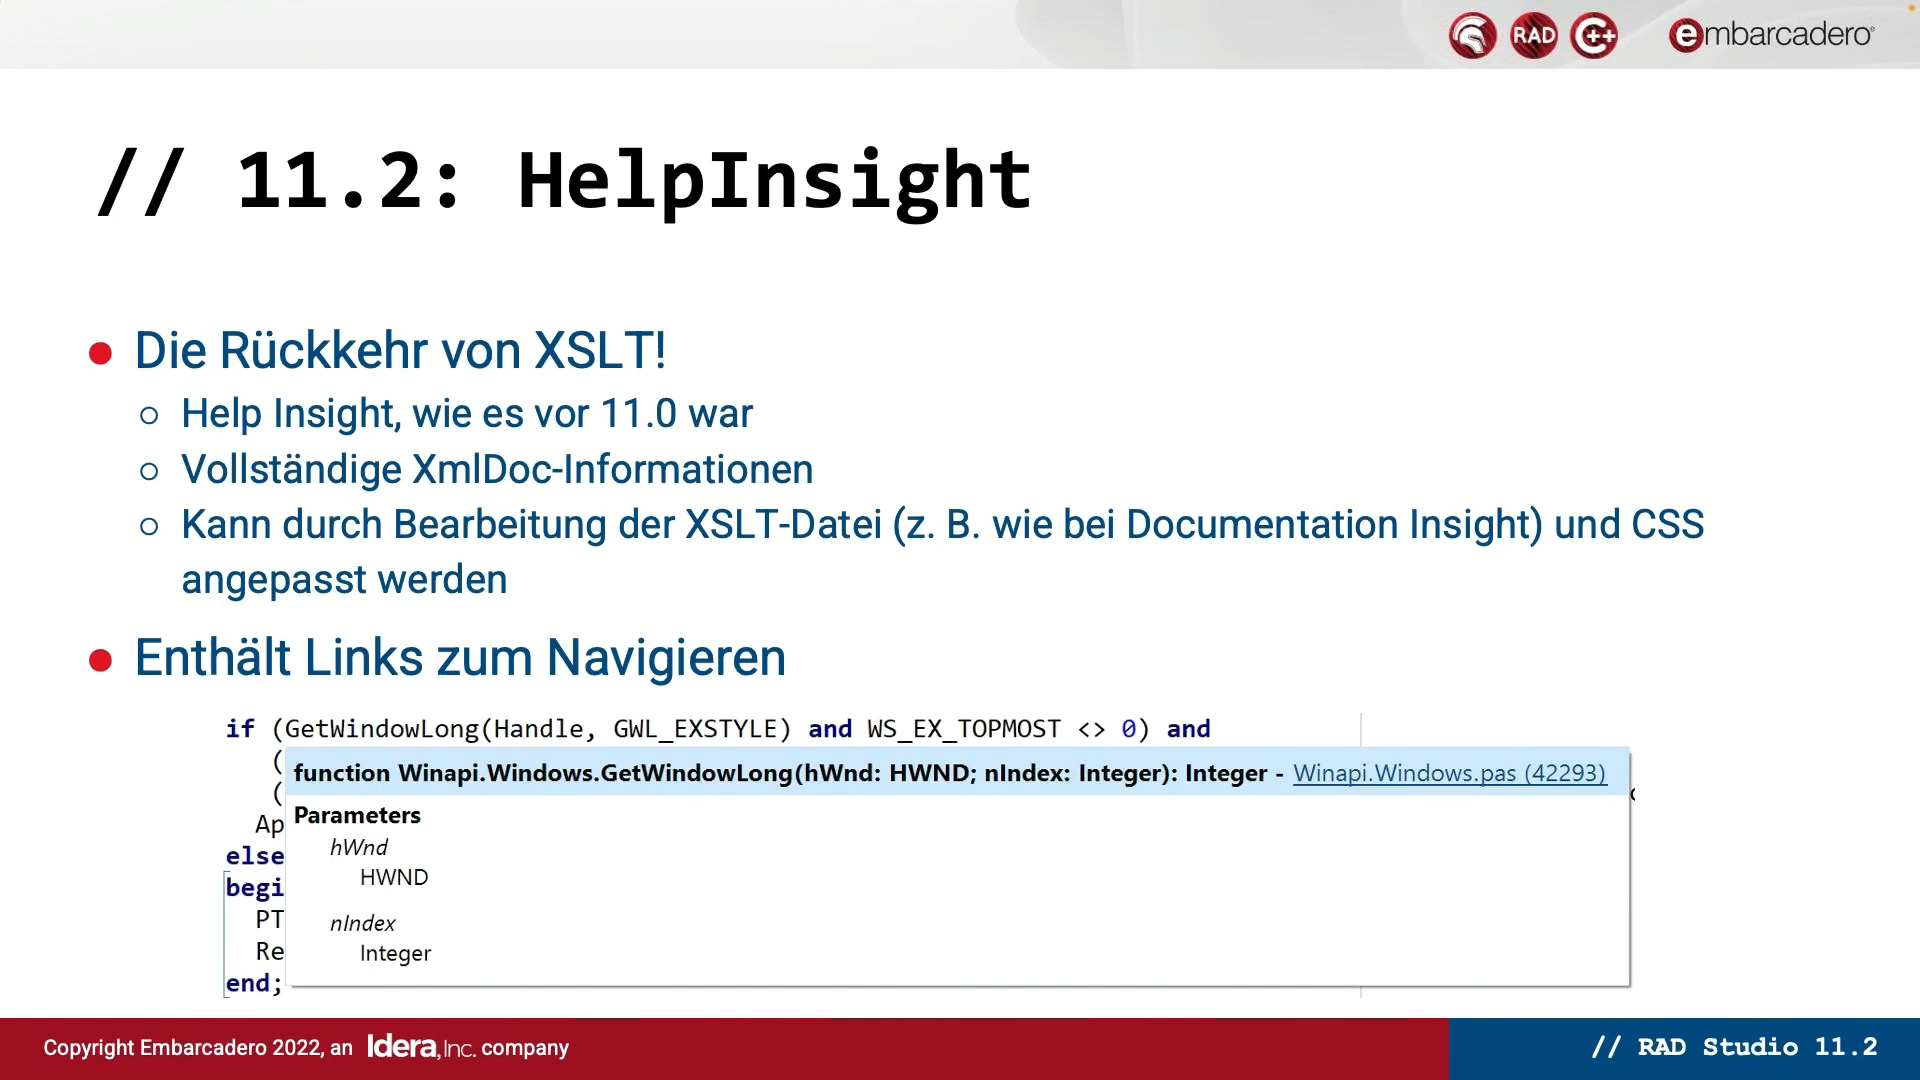 RAD C++ embarcadero®
// 11.2: HelpInsight
Die Rückkehr von XSLT!
Help Insight, wie es vor 11.0 war
Vollständige XmlDoc-Informationen
Kann durch Bearbeitung der XSLT-Datei (z. B. wie bei Documentation Insight) und CSS
angepasst werden
Enthält Links zum Navigieren
if (GetWindowLong(Handle, GWL_EXSTYLE) and WS_EX_TOPMOST <> 0) and
(
function Winapi.Windows.GetWindowLong(hWnd: HWND; nIndex: Integer): Integer - Winapi.Windows.pas (42293)
(
Parameters
Ap
hWnd
else
HWND
begi
PT
nIndex
Re
Integer
end;
Copyright Embarcadero 2022, an Idera, Inc. company
// RAD Studio 11.2